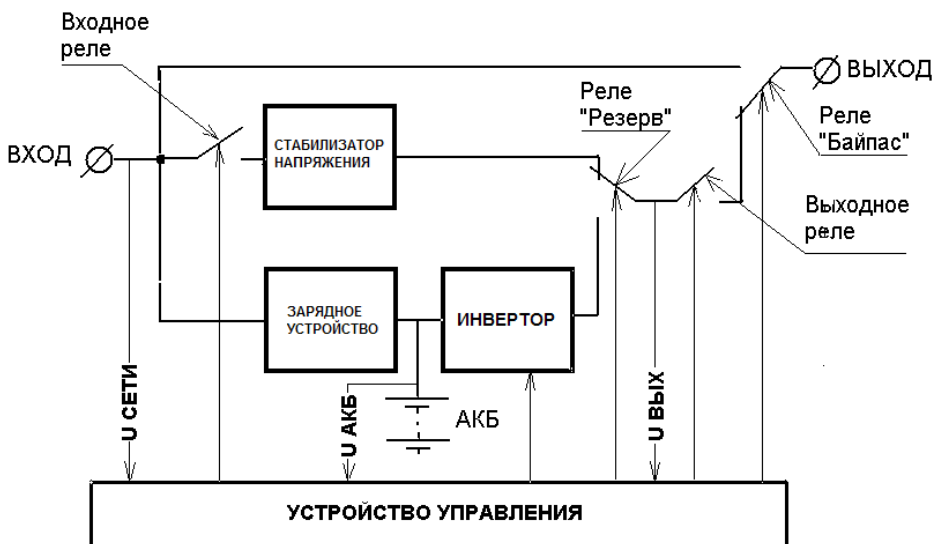 Входное
реле
ВЫХОД
Реле
"Резерв"
Реле
"Байпас"
СТАБИЛИЗАТОР
НАПРЯЖЕНИЯ
ВХОД
Выходное
реле
ЗАРЯДНОЕ
УСТРОЙСТВО
ИНВЕРТОР
U СЕТИ
U АКБ
АКБ
U ВЫХ
УСТРОЙСТВО УПРАВЛЕНИЯ